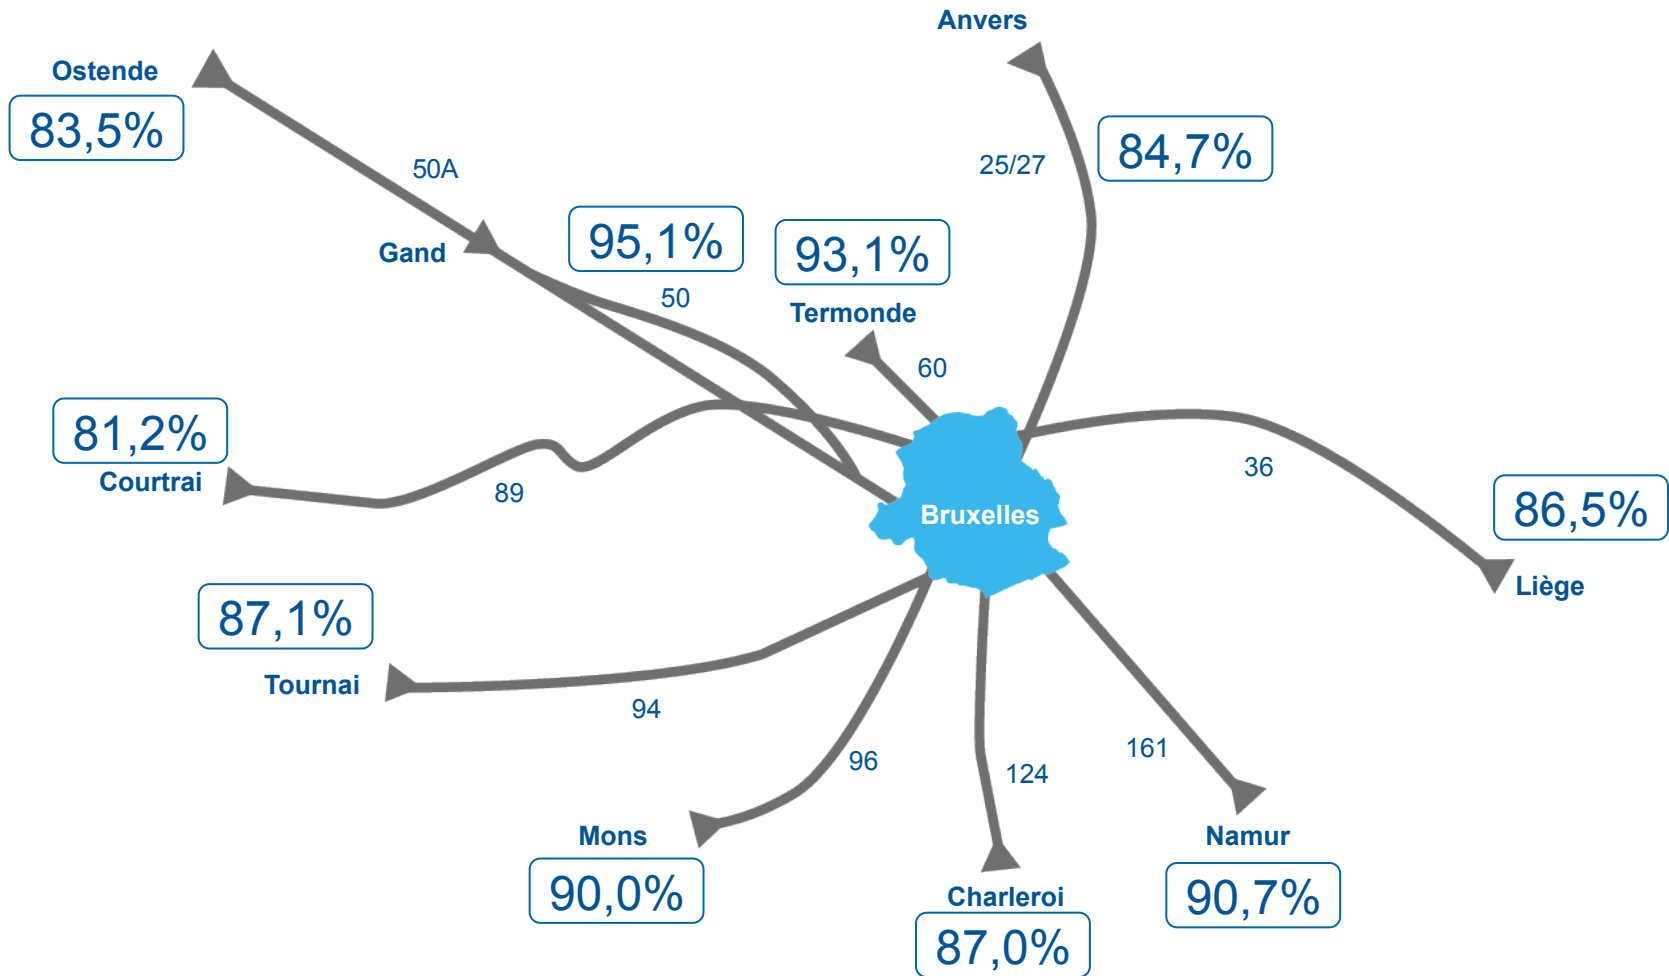 Anvers
Ostende
83,5%
84,7%
25/27
50A
95,1%
93,1%
Gand
50
Termonde
60
81,2%
Courtrai
89
36
86,5%
Bruxelles
Liège
87,1%
Tournai
94
96
124
161
Mons
90,0%
Charleroi
87,0%
Namur
90,7%